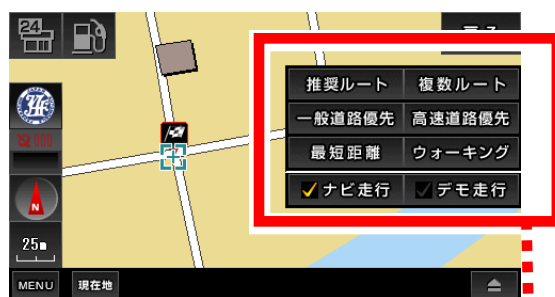 24
推奨ルート 複数ルート
一般道路優先 高速道路優先
最短距離 ウォーキング
ナビ走行 デモ走行
N
25m
MENU 現在地